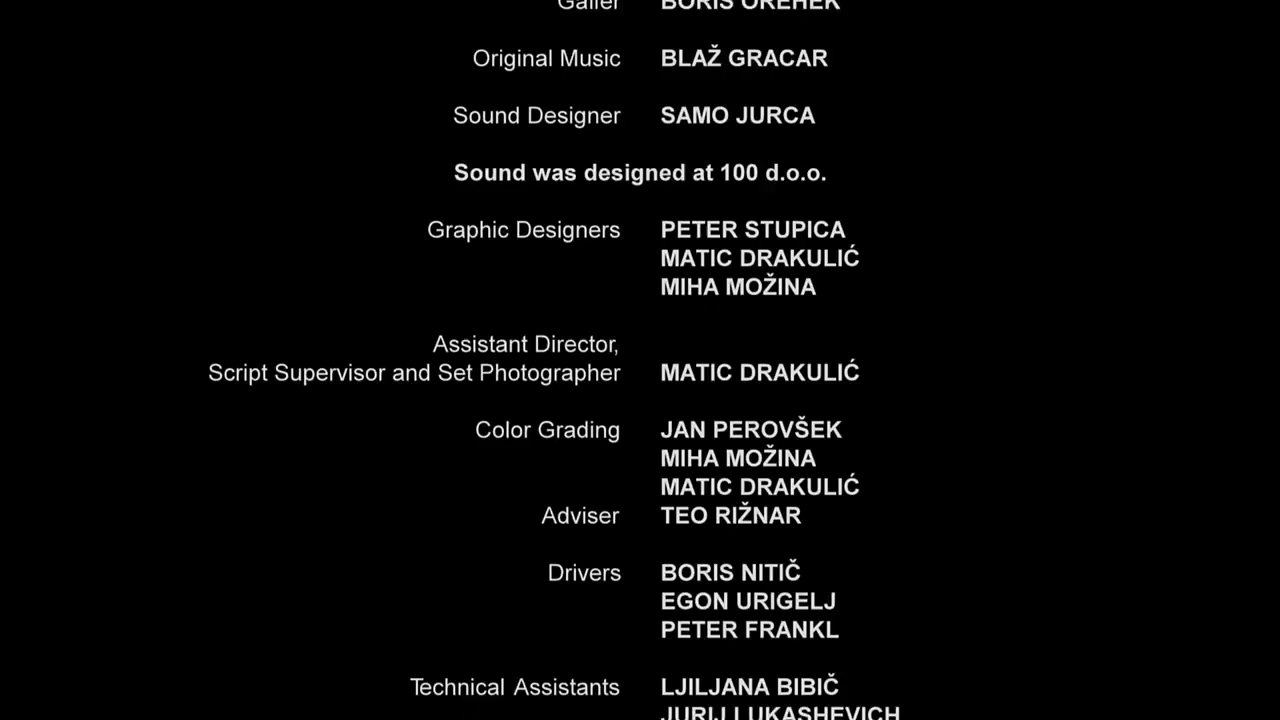 Gaffer BORIS OREHEK
Original Music BLAŽ GRACAR
Sound Designer SAMO JURCA
Sound was designed at 100 d.o.o.
Graphic Designers PETER STUPICA
MATIC DRAKULIĆ
MIHA MOŽINA
Assistant Director,
Script Supervisor and Set Photographer MATIC DRAKULIĆ
Color Grading JAN PEROVŠEK
MIHA MOŽINA
MATIC DRAKULIĆ
Adviser TEO RIŽNAR
Drivers BORIS NITIČ
EGON URIGELJ
PETER FRANKL
Technical Assistants LJILJANA BIBIČ
JURIJ LUKASHEVICH